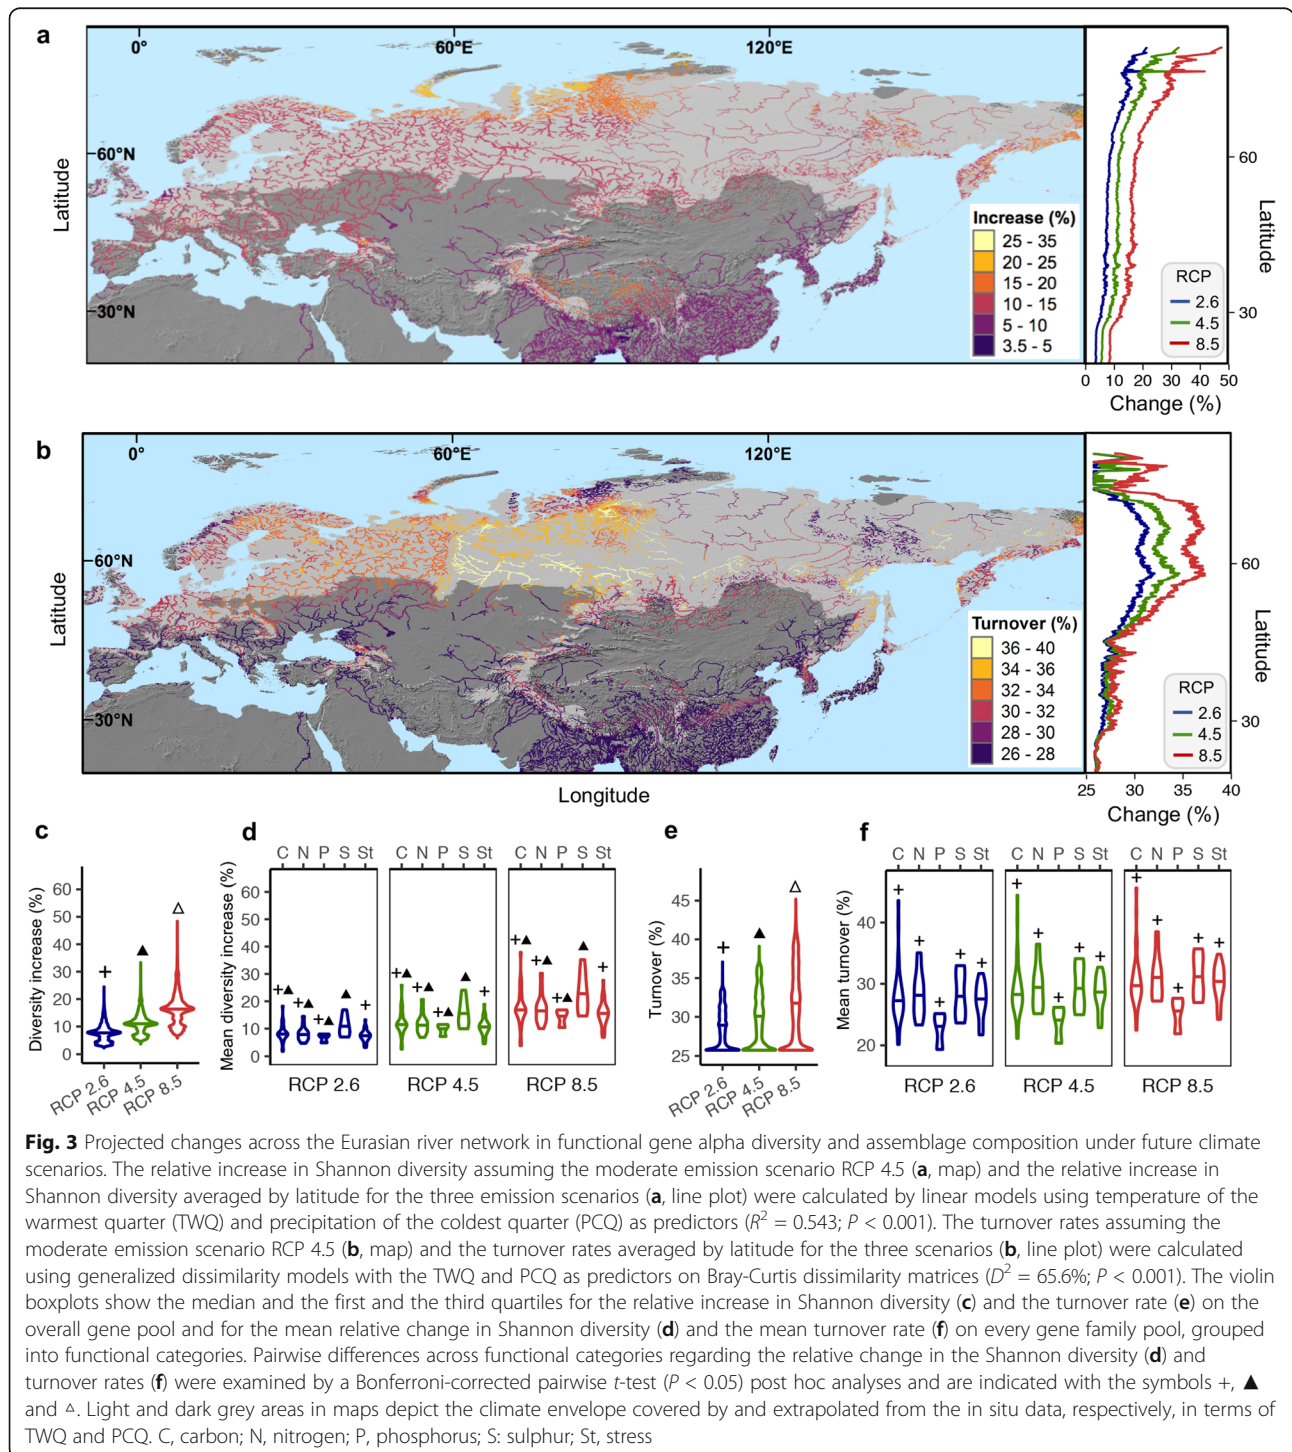 a
0°
60°E
120°E
60°N
30°N
Latitude
Increase (%)
25 - 35
20 - 25
15 - 20
10 - 15
5 - 10
3.5 - 5
60
30
Latitude
RCP
2.6
4.5
8.5
0 10 20 30 40 50
Change (%)
b
0°
60°E
120°E
60°N
30°N
Latitude
Longitude
Turnover (%)
36 - 40
34 - 36
32 - 34
30 - 32
28 - 30
26 - 28
60
30
Latitude
RCP
2.6
4.5
8.5
25 30 35 40
Change (%)
c
Diversity increase (%)
60
50
40
30
20
10
0
+ ▲ △
RCP 2.6 RCP 4.5 RCP 8.5
d
C N P S St C N P S St C N P S St
Mean diversity increase (%)
60
50
40
30
20
10
0
+▲ +▲ +▲ ▲ + +▲ +▲ +▲ ▲ + +▲ +▲ +▲ ▲ +
RCP 2.6 RCP 4.5 RCP 8.5
e
Turnover (%)
45
40
35
30
25
+ ▲ △
RCP 2.6 RCP 4.5 RCP 8.5
f
C N P S St C N P S St C N P S St
Mean turnover (%)
40
30
20
+ + + + + + + + + + + + + + +
RCP 2.6 RCP 4.5 RCP 8.5
Fig. 3 Projected changes across the Eurasian river network in functional gene alpha diversity and assemblage composition under future climate
scenarios. The relative increase in Shannon diversity assuming the moderate emission scenario RCP 4.5 (a, map) and the relative increase in
Shannon diversity averaged by latitude for the three emission scenarios (a, line plot) were calculated by linear models using temperature of the
warmest quarter (TWQ) and precipitation of the coldest quarter (PCQ) as predictors (R² = 0.543; P < 0.001). The turnover rates assuming the
moderate emission scenario RCP 4.5 (b, map) and the turnover rates averaged by latitude for the three scenarios (b, line plot) were calculated
using generalized dissimilarity models with the TWQ and PCQ as predictors on Bray-Curtis dissimilarity matrices (D² = 65.6%; P < 0.001). The violin
boxplots show the median and the first and the third quartiles for the relative increase in Shannon diversity (c) and the turnover rate (e) on the
overall gene pool and for the mean relative change in Shannon diversity (d) and the mean turnover rate (f) on every gene family pool, grouped
into functional categories. Pairwise differences across functional categories regarding the relative change in the Shannon diversity (d) and
turnover rates (f) were examined by a Bonferroni-corrected pairwise t-test (P < 0.05) post hoc analyses and are indicated with the symbols +, ▲
and △. Light and dark grey areas in maps depict the climate envelope covered by and extrapolated from the in situ data, respectively, in terms of
TWQ and PCQ. C, carbon; N, nitrogen; P, phosphorus; S: sulphur; St, stress